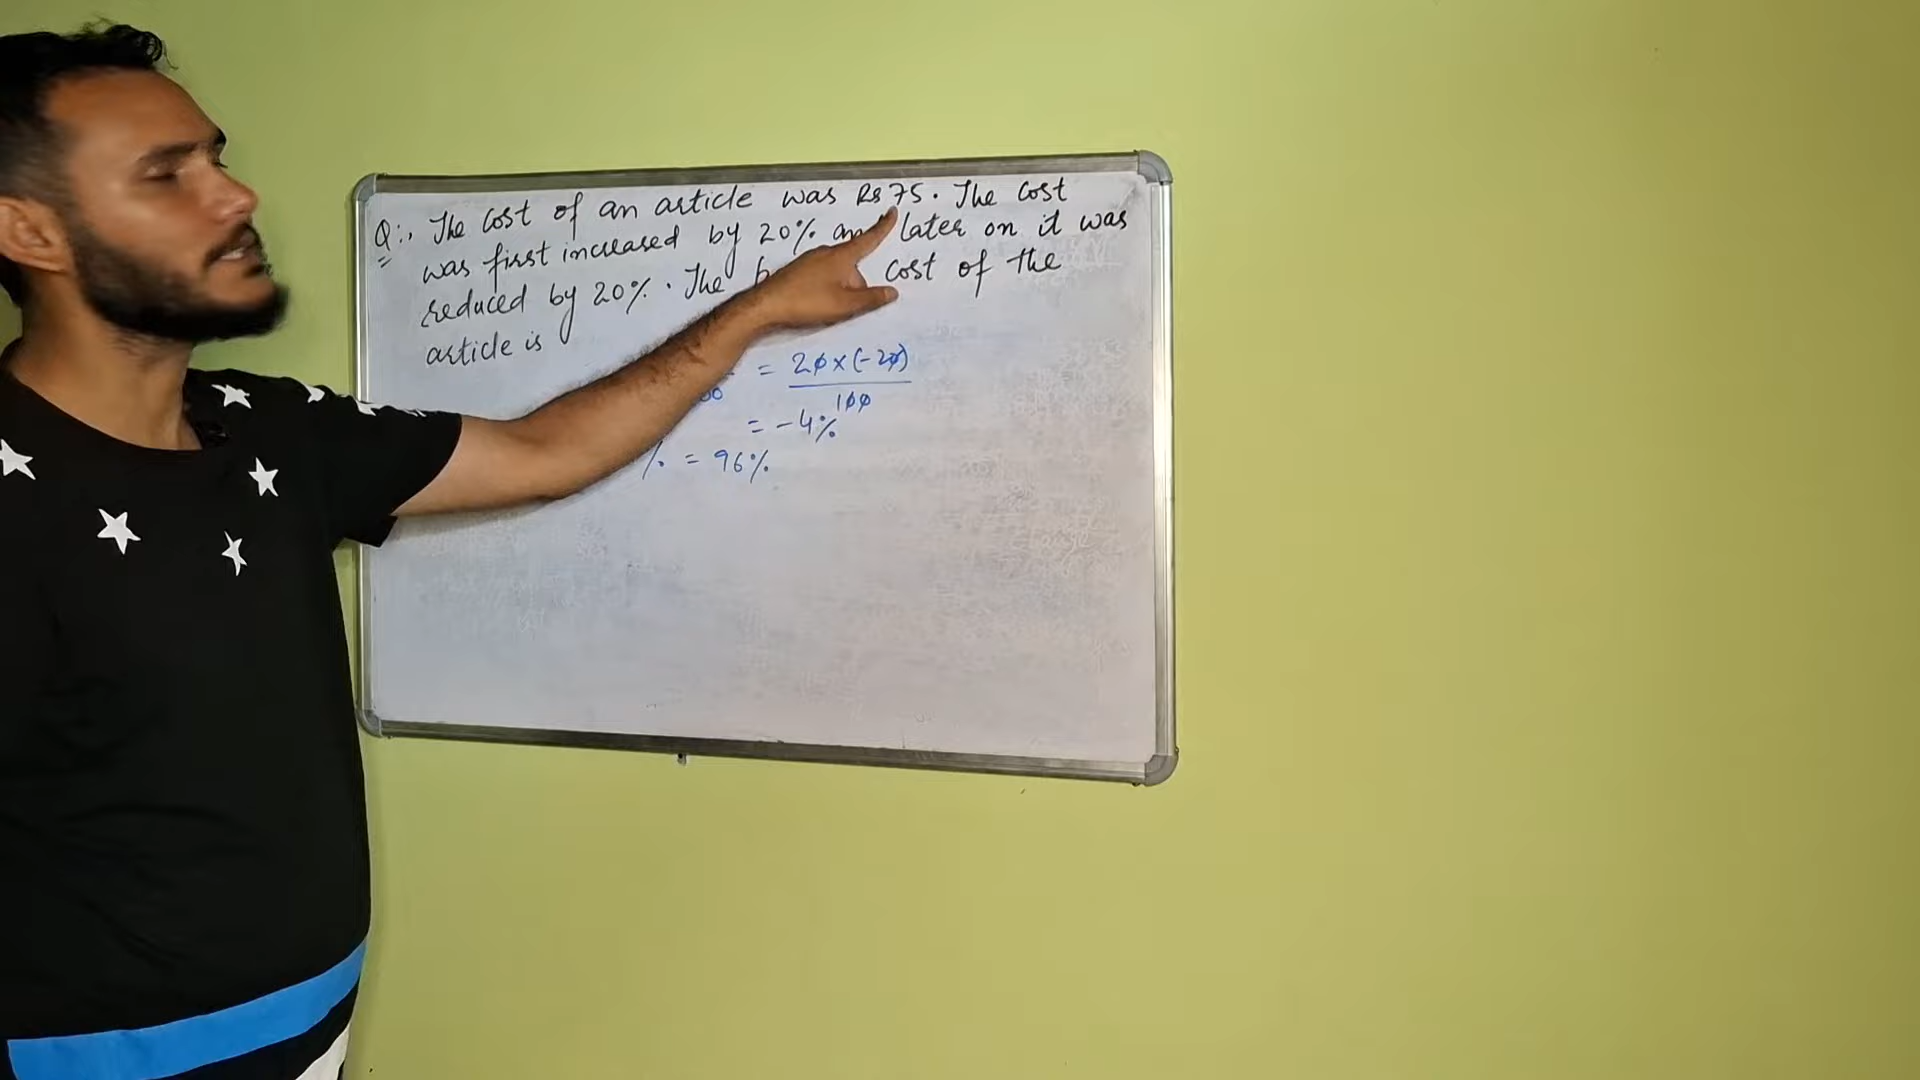 Q:. The cost of an article was Rs 75. The cost
was first increased by 20% later on it was
reduced by 20%. The cost of the
article is
= 20 x (-20)
100
= -4%
% = 96%